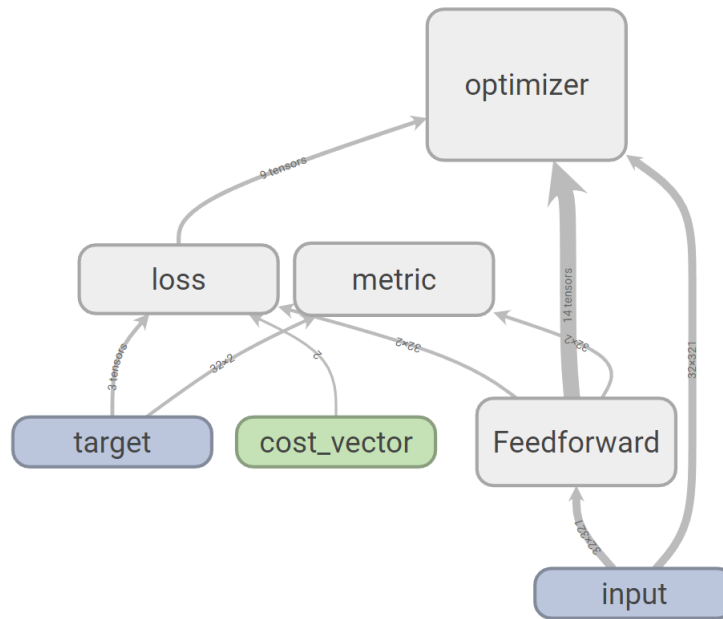 optimizer
9 tensors
loss
metric
14 tensors
3 tensors
32×2
2
32×2
32×2
32×321
target
cost_vector
Feedforward
32×321
input